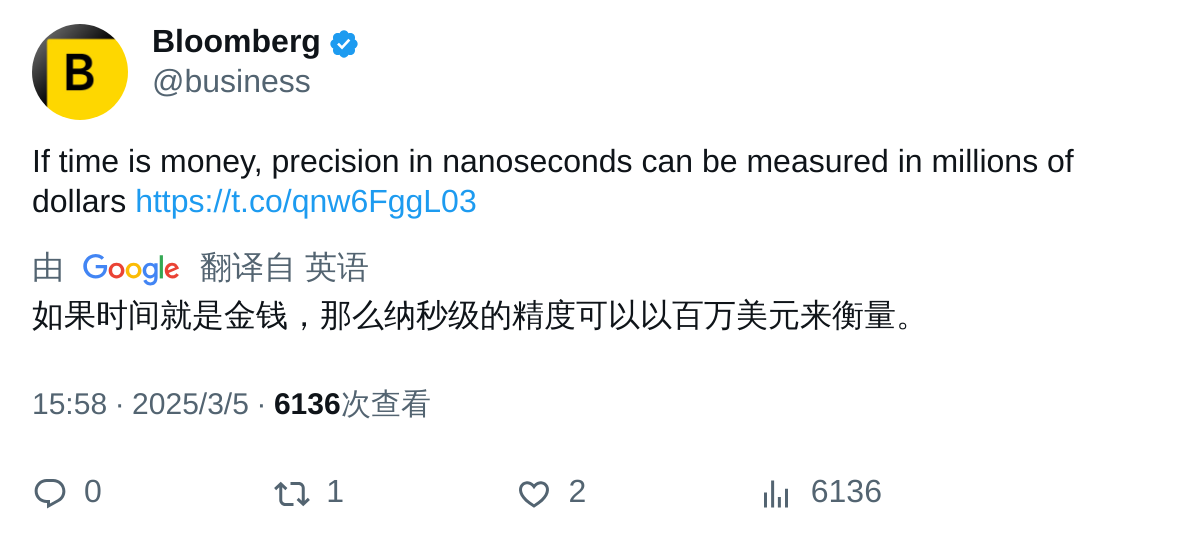 B
Bloomberg
@business
If time is money, precision in nanoseconds can be measured in millions of
dollars https://t.co/qnw6FggL03
由 Google 翻译自 英语
如果时间就是金钱，那么纳秒级的精度可以以百万美元来衡量。
15:58 · 2025/3/5 · 6136次查看
0 1 2 6136